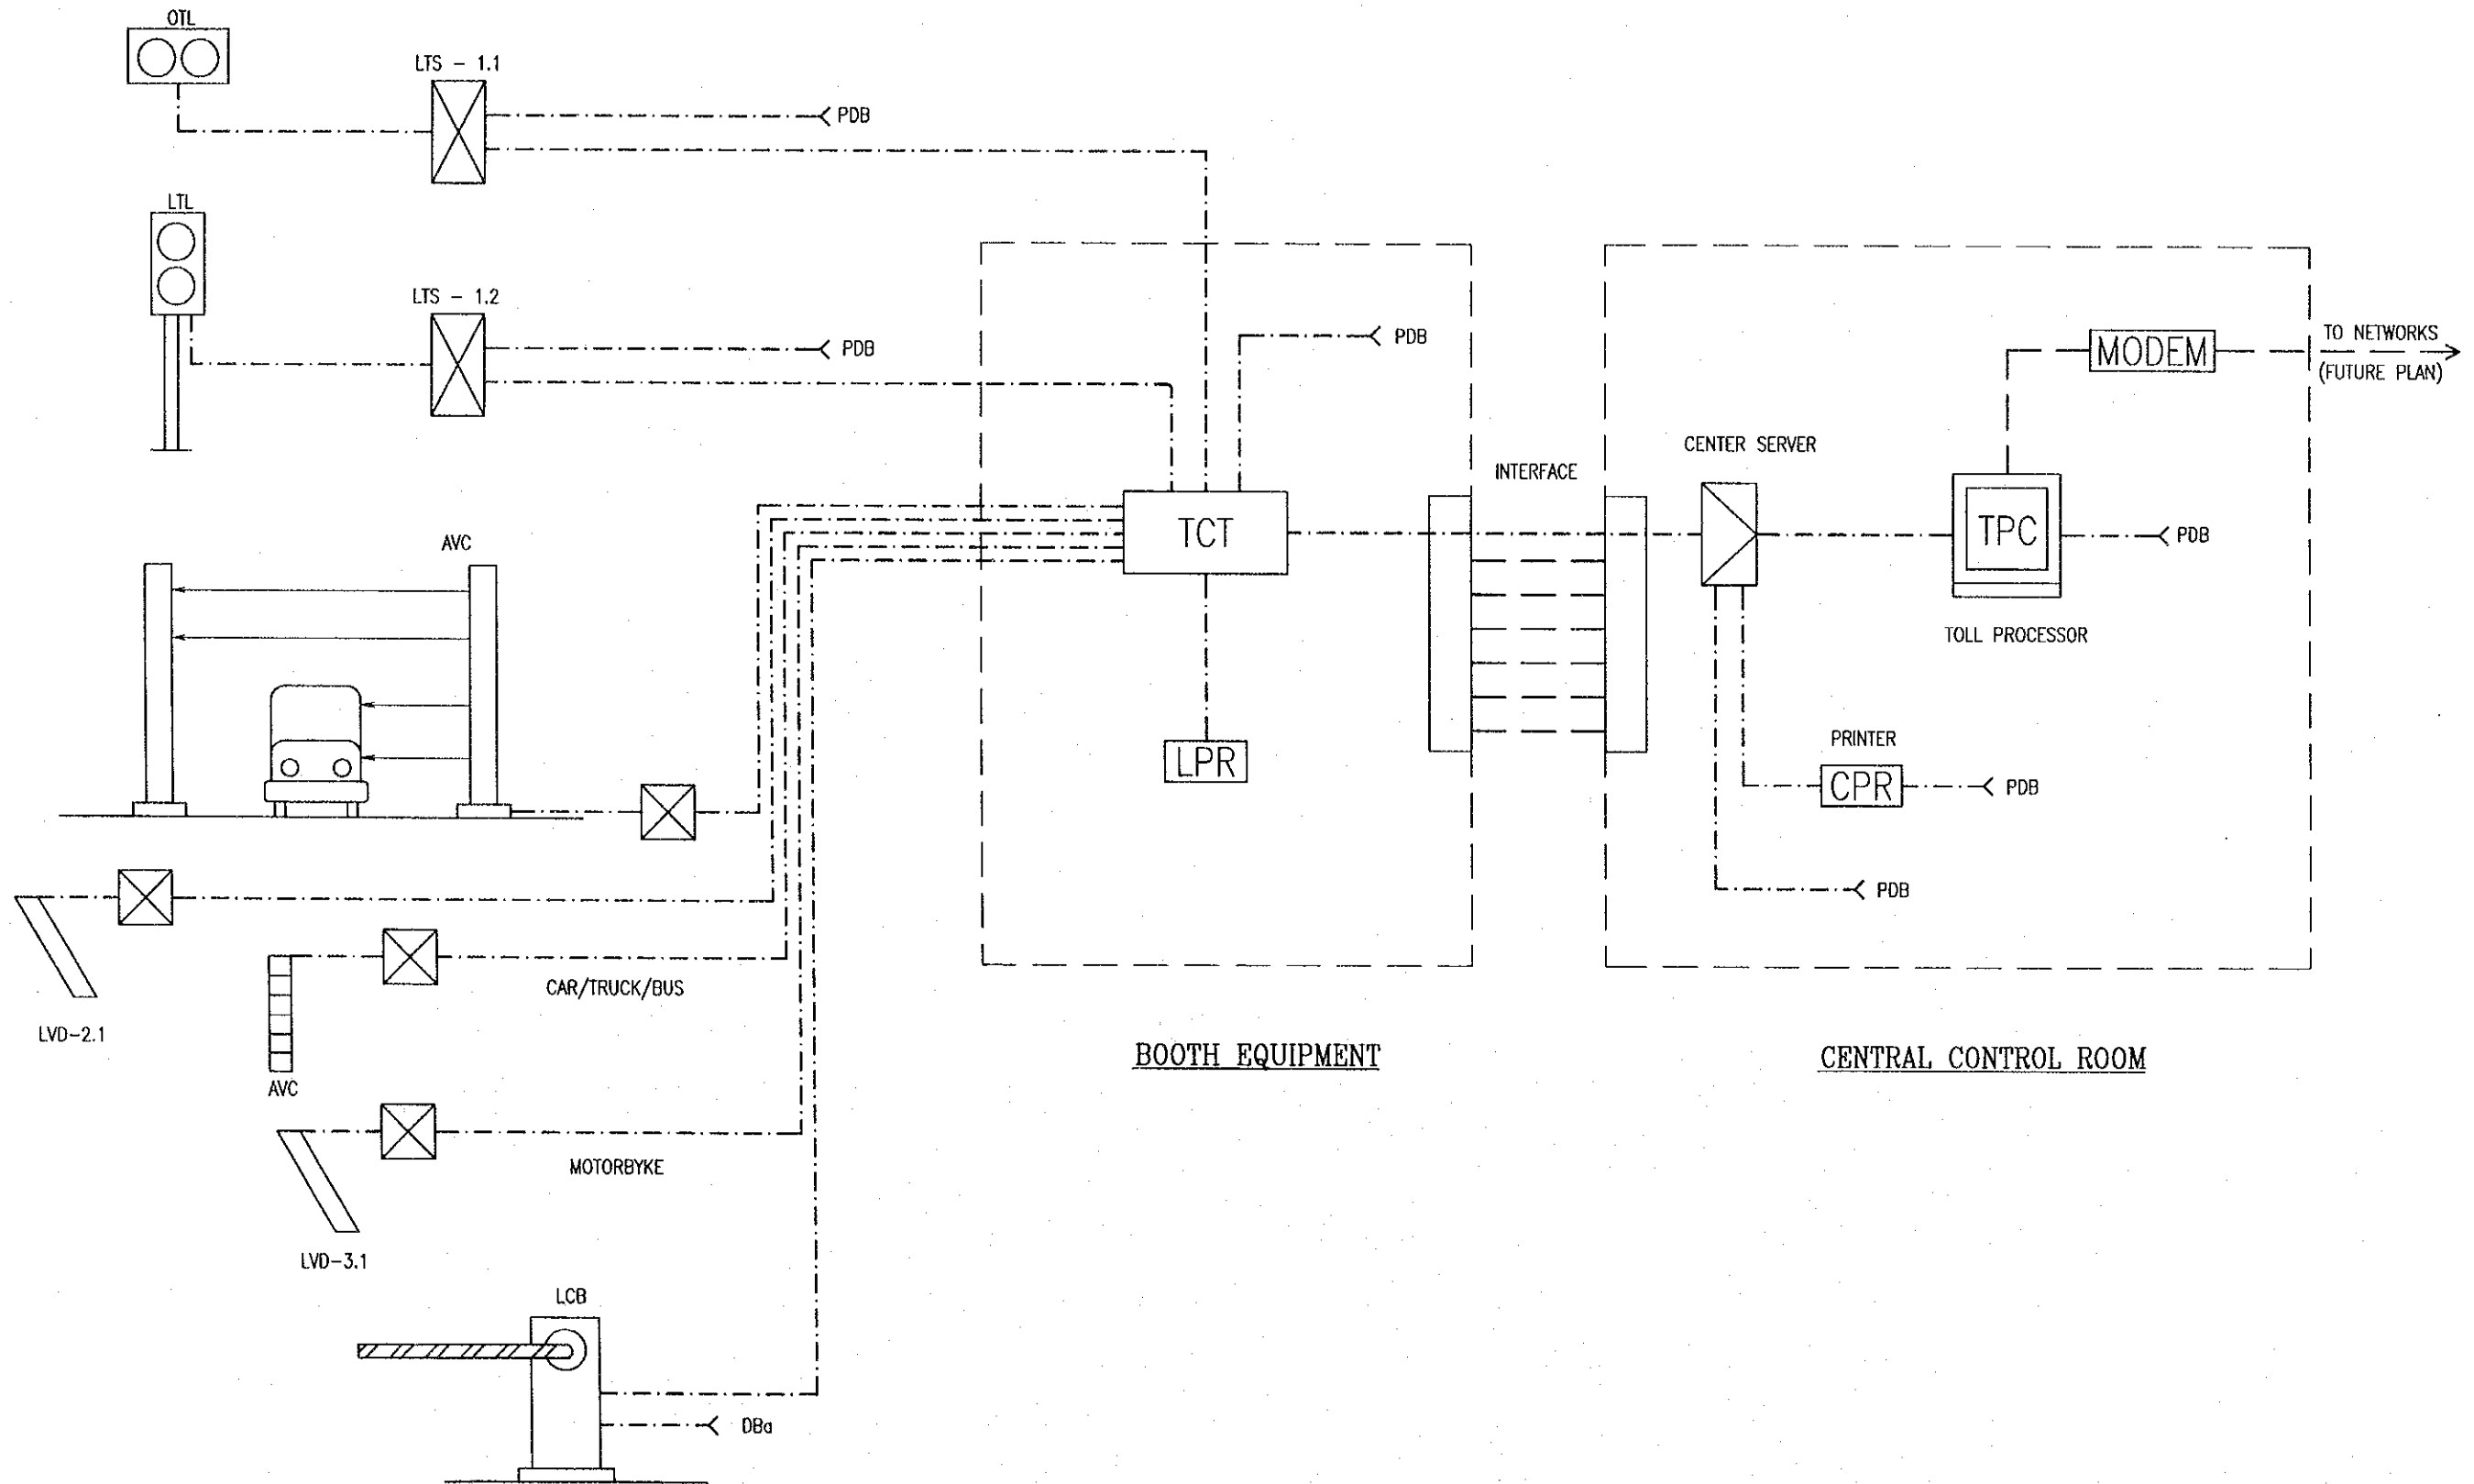 OTL
LTS - 1.1
PDB
LTL
LTS - 1.2
PDB
PDB
MODEM
TO NETWORKS
(FUTURE PLAN)
CENTER SERVER
INTERFACE
TCT
TPC
PDB
AVC
TOLL PROCESSOR
LPR
PRINTER
CPR
PDB
PDB
CAR/TRUCK/BUS
LVD-2.1
AVC
BOOTH EQUIPMENT
CENTRAL CONTROL ROOM
MOTORBYKE
LVD-3.1
LCB
DBa